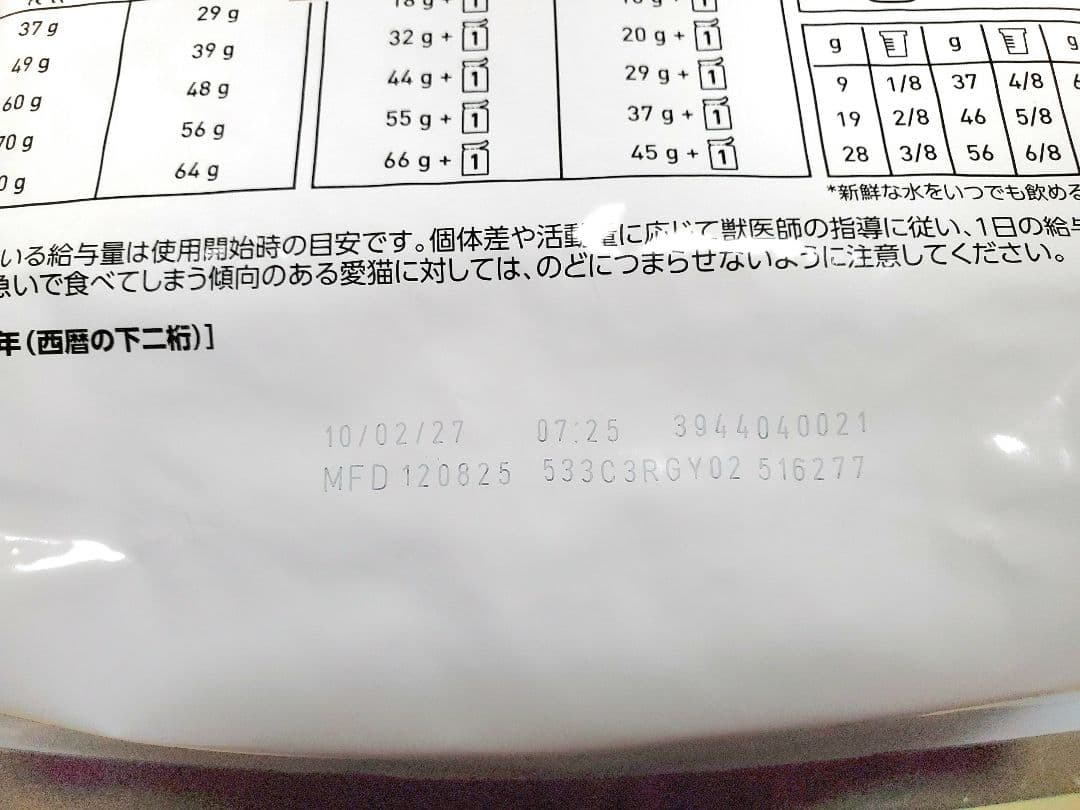 37 g 29 g 32 g + 1 20 g + 1
49 g 39 g 44 g + 1 29 g + 1
60 g 48 g 55 g + 1 37 g + 1
70 g 56 g 66 g + 1 45 g + 1
0 g 64 g
g g g
9 1/8 37 4/8
19 2/8 46 5/8
28 3/8 56 6/8
*新鮮な水をいつでも飲める
いる給与量は使用開始時の目安です。個体差や活動量に応じて獣医師の指導に従い、1日の給与
急いで食べてしまう傾向のある愛猫に対しては、のどにつまらせないように注意してください。
年(西暦の下二桁)]
10/02/27 07:25 3944040021
MFD 120825 533C3RGY02 516277